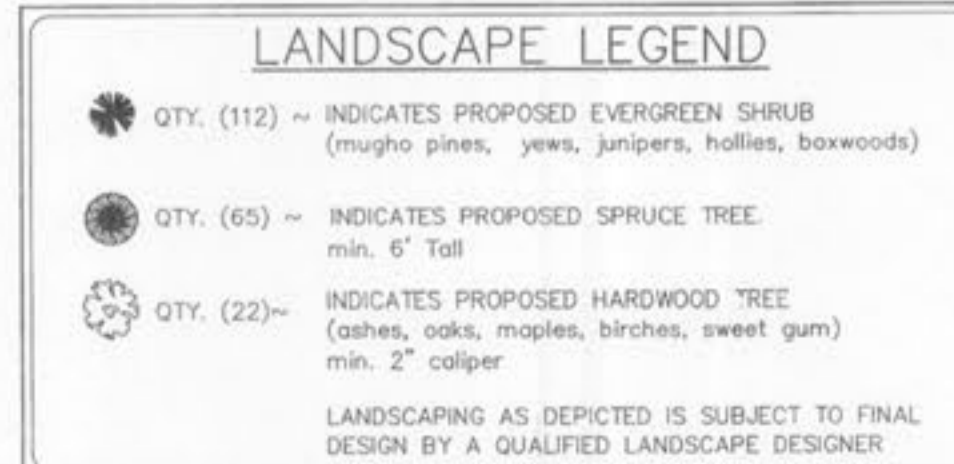 LANDSCAPE LEGEND
QTY. (112) ~ INDICATES PROPOSED EVERGREEN SHRUB
(mugho pines, yews, junipers, hollies, boxwoods)
QTY. (65) ~ INDICATES PROPOSED SPRUCE TREE.
min. 6' Tall
QTY. (22)~ INDICATES PROPOSED HARDWOOD TREE
(ashes, oaks, maples, birches, sweet gum)
min. 2" caliper
LANDSCAPING AS DEPICTED IS SUBJECT TO FINAL
DESIGN BY A QUALIFIED LANDSCAPE DESIGNER